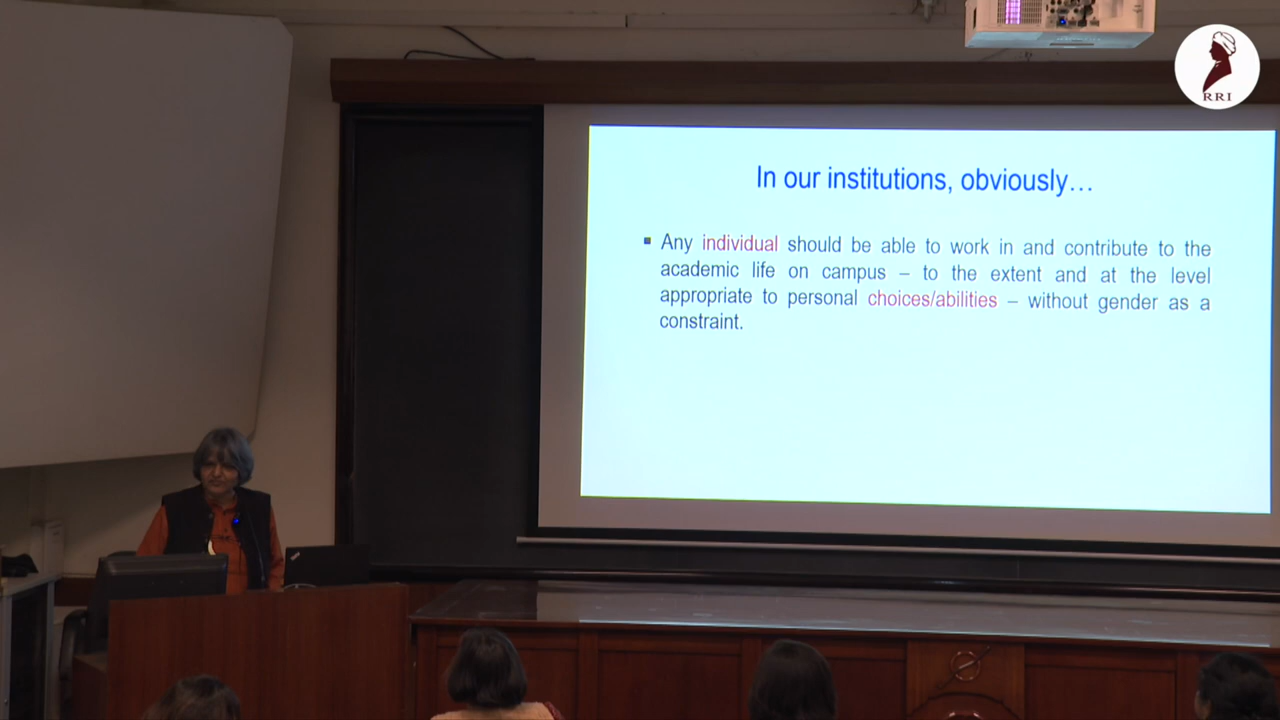 RRI
In our institutions, obviously…
▪ Any individual should be able to work in and contribute to the
academic life on campus – to the extent and at the level
appropriate to personal choices/abilities – without gender as a
constraint.